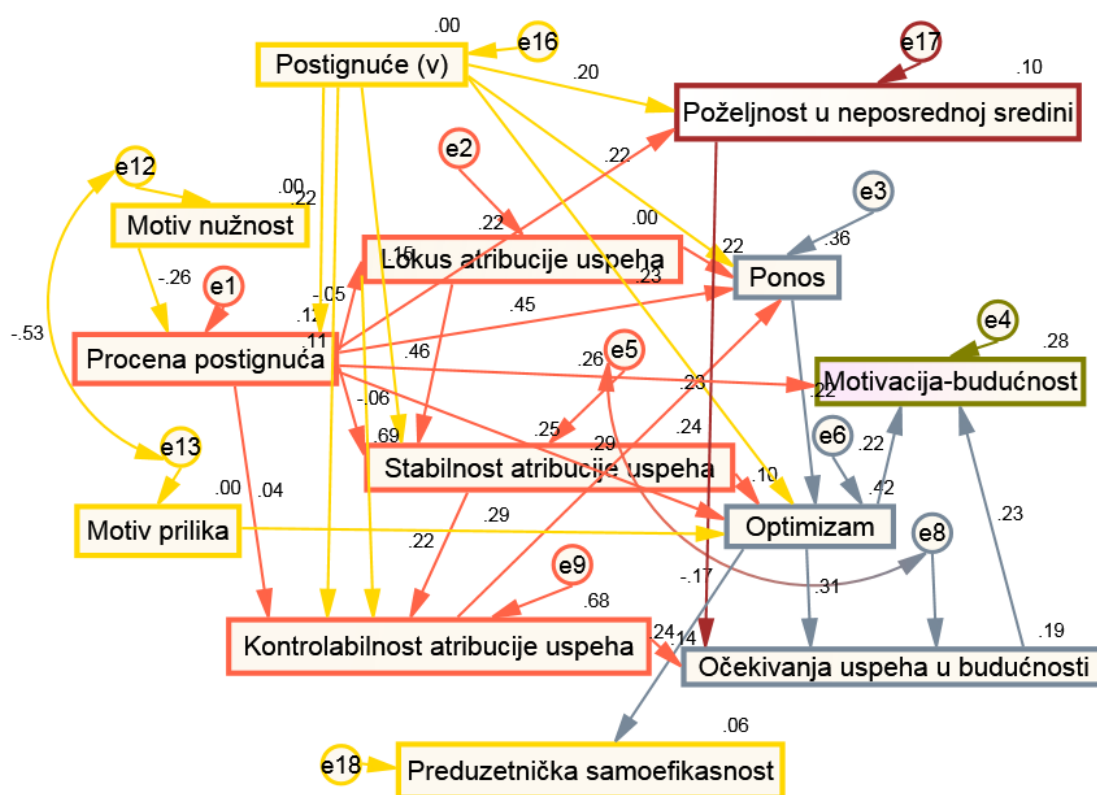 .00
e16
e17
Postignuće (v)
.20
.10
Poželjnost u neposrednoj sredini
e2
e12
.22
e3
.00
.22
Motiv nužnost
.22
.00
.36
.15
Lokus atribucije uspeha
.22
.23
Ponos
-.26
e1
-.05
.45
e4
-.53
.12
.11
Procena postignuća
.46
.26
e5
.28
.23
.22
Motivacija-budućnost
-.06
e13
.69
.25
.29
.24
e6
.22
Stabilnost atribucije uspeha
.10
.42
.00
.04
Motiv prilika
.29
Optimizam
.23
e8
.22
e9
-.17
.31
.68
Kontrolabilnost atribucije uspeha
.24
.14
.19
Očekivanja uspeha u budućnosti
.06
e18
Preduzetnička samoefikasnost